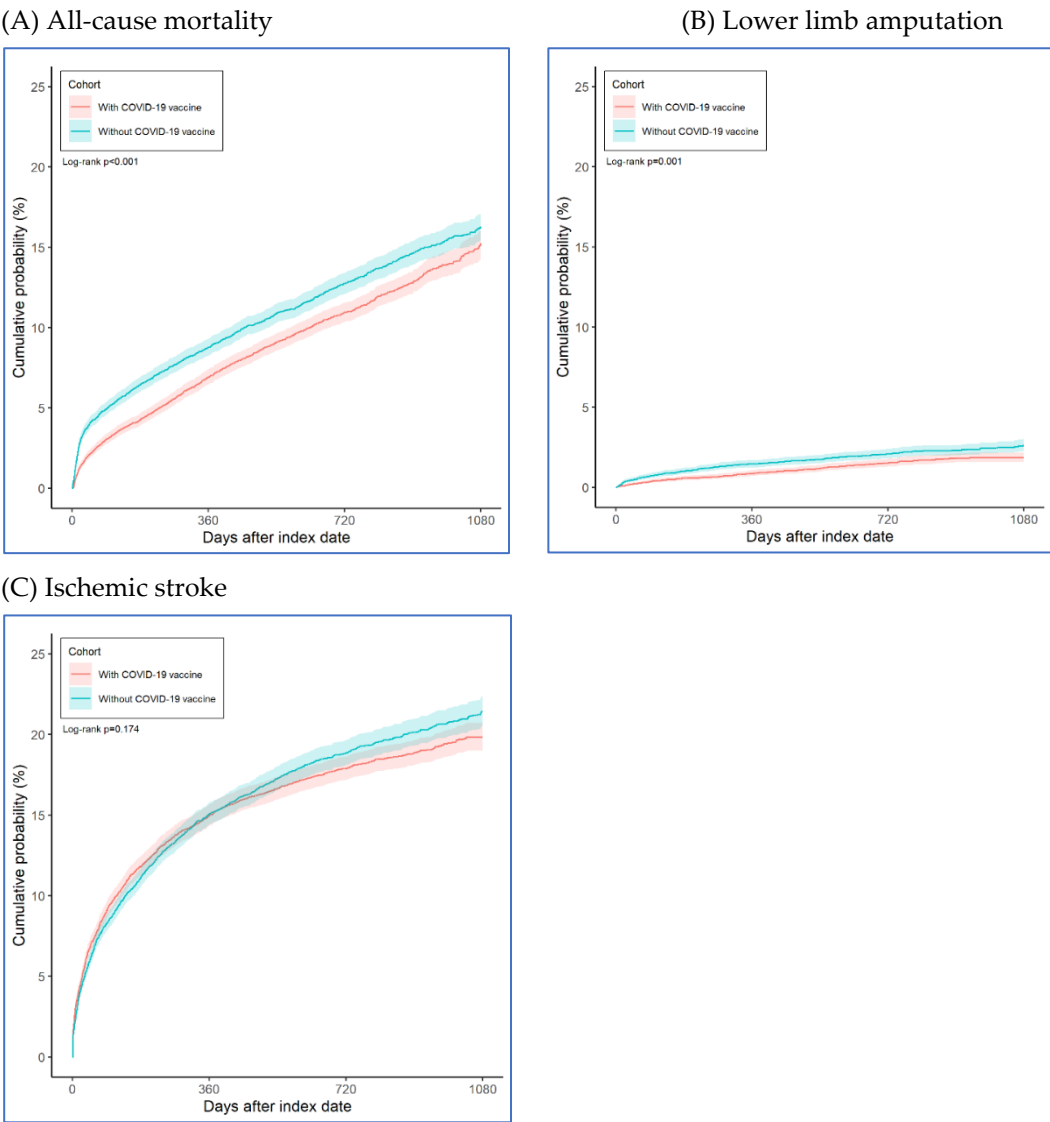 (A) All-cause mortality
(B) Lower limb amputation
25
20
15
10
5
0
Cumulative probability (%)
Cohort
With COVID-19 vaccine
Without COVID-19 vaccine
Log-rank p<0.001
0 360 720 1080
Days after index date
25
20
15
10
5
0
Cumulative probability (%)
Cohort
With COVID-19 vaccine
Without COVID-19 vaccine
Log-rank p=0.001
0 360 720 1080
Days after index date
(C) Ischemic stroke
25
20
15
10
5
0
Cumulative probability (%)
Cohort
With COVID-19 vaccine
Without COVID-19 vaccine
Log-rank p=0.174
0 360 720 1080
Days after index date